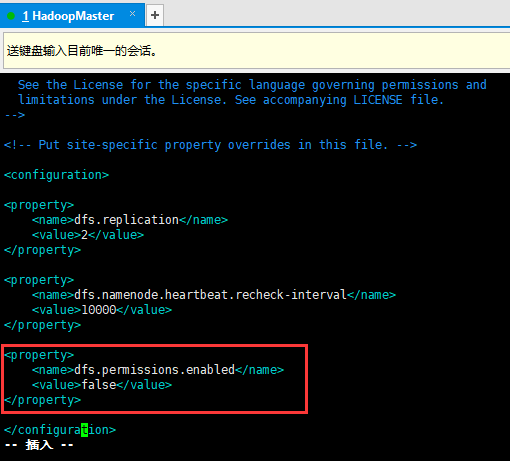 1 HadoopMaster × +
送键盘输入目前唯一的会话。
See the License for the specific language governing permissions and
limitations under the License. See accompanying LICENSE file.
-->
<!-- Put site-specific property overrides in this file. -->
<configuration>
<property>
<name>dfs.replication</name>
<value>2</value>
</property>
<property>
<name>dfs.namenode.heartbeat.recheck-interval</name>
<value>10000</value>
</property>
<property>
<name>dfs.permissions.enabled</name>
<value>false</value>
</property>
</configuration>
-- 插入 --